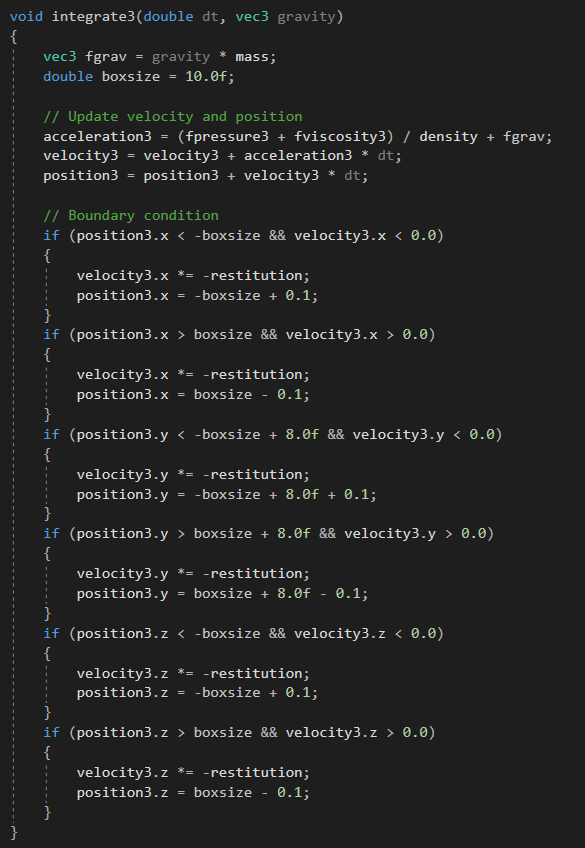 void integrate3(double dt, vec3 gravity)
{
    vec3 fgrav = gravity * mass;
    double boxsize = 10.0f;

    // Update velocity and position
    acceleration3 = (fpressure3 + fviscosity3) / density + fgrav;
    velocity3 = velocity3 + acceleration3 * dt;
    position3 = position3 + velocity3 * dt;

    // Boundary condition
    if (position3.x < -boxsize && velocity3.x < 0.0)
    {
        velocity3.x *= -restitution;
        position3.x = -boxsize + 0.1;
    }
    if (position3.x > boxsize && velocity3.x > 0.0)
    {
        velocity3.x *= -restitution;
        position3.x = boxsize - 0.1;
    }
    if (position3.y < -boxsize + 8.0f && velocity3.y < 0.0)
    {
        velocity3.y *= -restitution;
        position3.y = -boxsize + 8.0f + 0.1;
    }
    if (position3.y > boxsize + 8.0f && velocity3.y > 0.0)
    {
        velocity3.y *= -restitution;
        position3.y = boxsize + 8.0f - 0.1;
    }
    if (position3.z < -boxsize && velocity3.z < 0.0)
    {
        velocity3.z *= -restitution;
        position3.z = -boxsize + 0.1;
    }
    if (position3.z > boxsize && velocity3.z > 0.0)
    {
        velocity3.z *= -restitution;
        position3.z = boxsize - 0.1;
    }
}